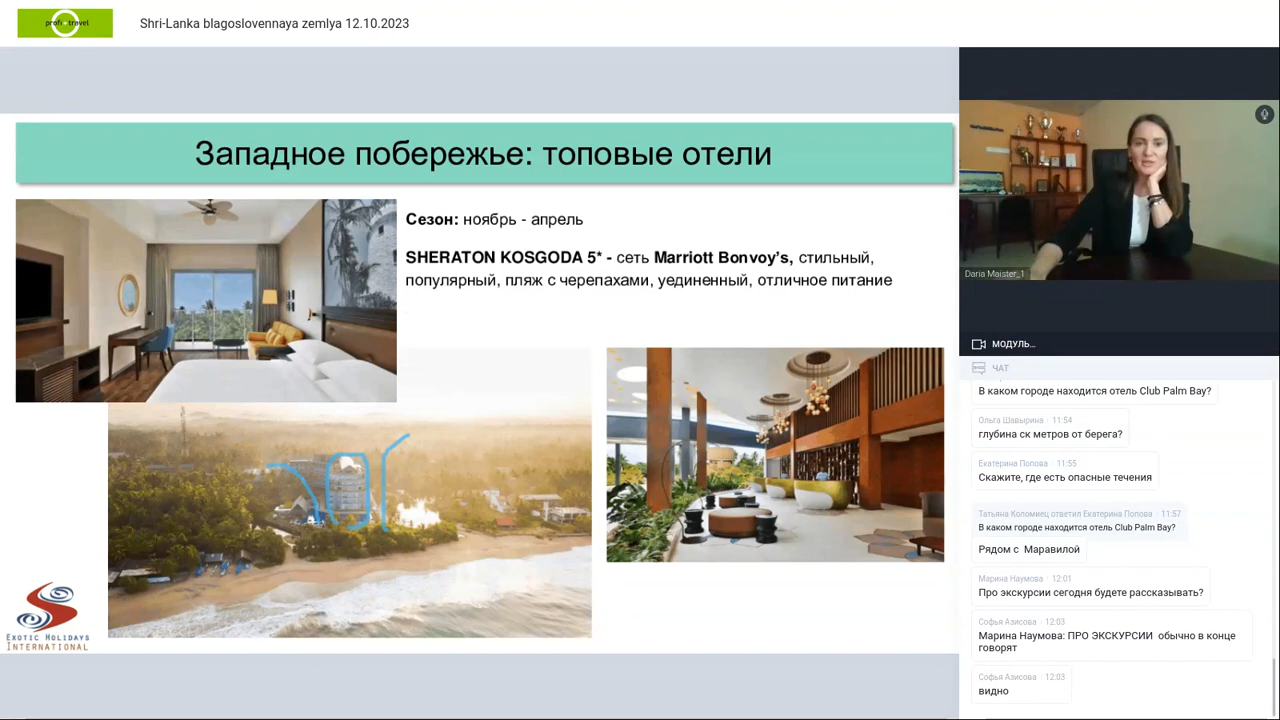 profi travel
Shri-Lanka blagoslovennaya zemlya 12.10.2023
Западное побережье: топовые отели
Сезон: ноябрь - апрель
SHERATON KOSGODA 5* - сеть Marriott Bonvoy's, стильный,
популярный, пляж с черепахами, уединенный, отличное питание
EXOTIC HOLIDAYS
INTERNATIONAL
Daria Maister_1
МОДУЛЬ...
ЧАТ
В каком городе находится отель Club Palm Bay?
Ольга Шавырина · 11:54
глубина ск метров от берега?
Екатерина Попова · 11:55
Скажите, где есть опасные течения
Татьяна Коломиец ответил Екатерина Попова · 11:57
В каком городе находится отель Club Palm Bay?
Рядом с Маравилой
Марина Наумова · 12:01
Про экскурсии сегодня будете рассказывать?
Софья Азисова · 12:03
Марина Наумова: ПРО ЭКСКУРСИИ обычно в конце
говорят
Софья Азисова · 12:03
видно